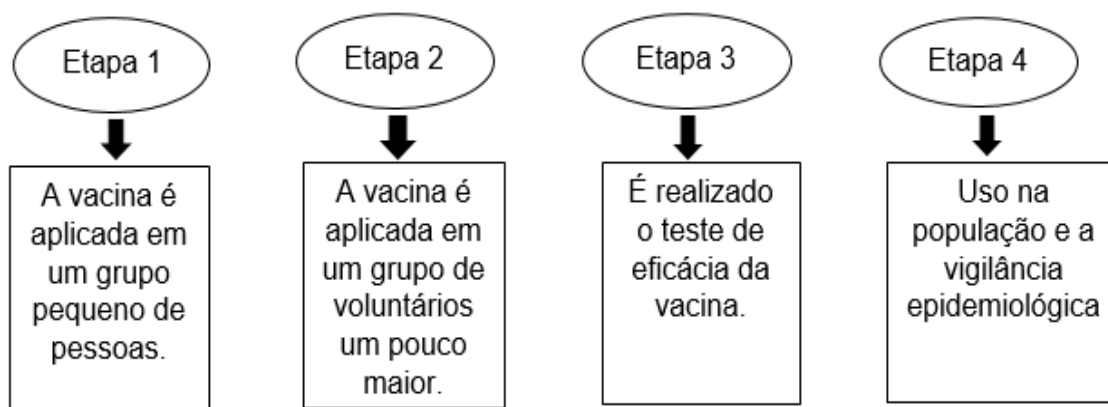 Etapa 1
A vacina é
aplicada em
um grupo
pequeno de
pessoas.
Etapa 2
A vacina é
aplicada em
um grupo de
voluntários
um pouco
maior.
Etapa 3
É realizado
o teste de
eficácia da
vacina.
Etapa 4
Uso na
população e a
vigilância
epidemiológica